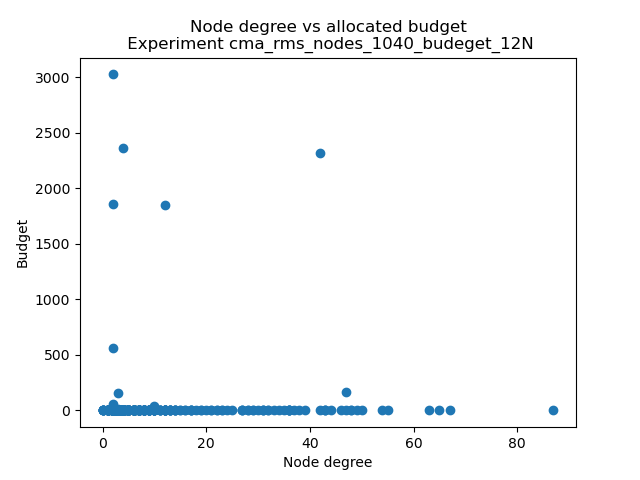 Node degree vs allocated budget
Experiment cma_rms_nodes_1040_budeget_12N
3000
2500
2000
1500
1000
500
0
Budget
0 20 40 60 80
Node degree